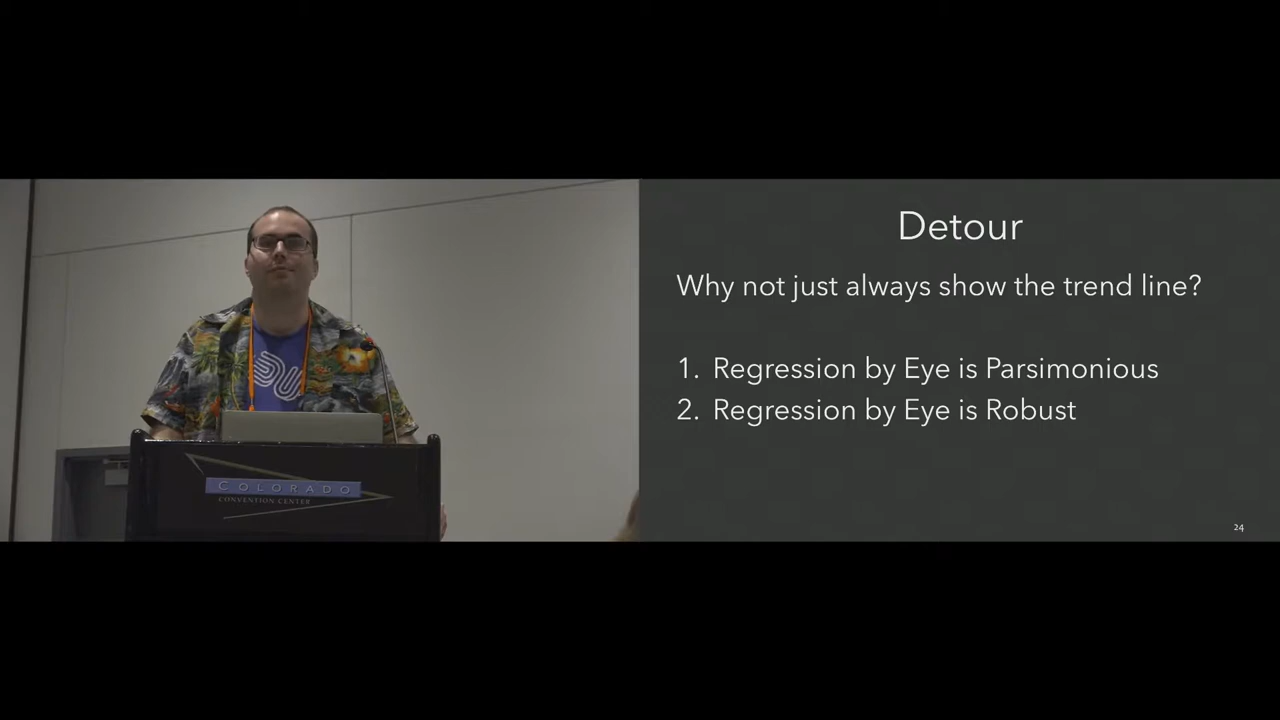 COLORADO
CONVENTION CENTER
Detour
Why not just always show the trend line?
1. Regression by Eye is Parsimonious
2. Regression by Eye is Robust
24